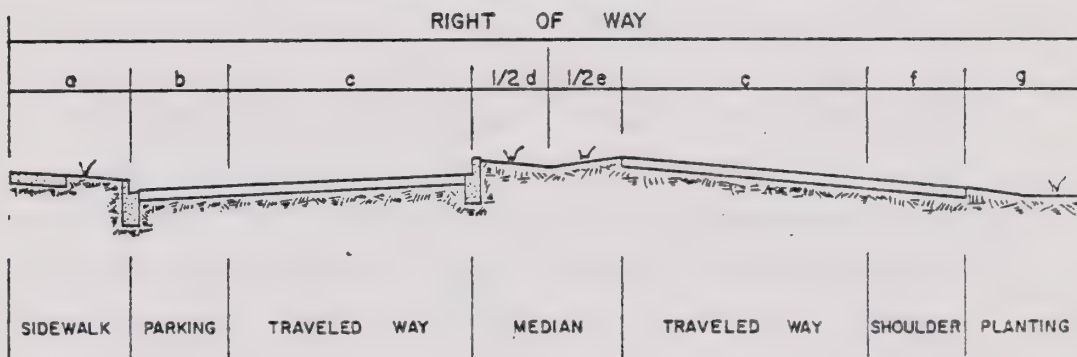 RIGHT OF WAY
a b c 1/2 d 1/2 e c f g
SIDEWALK PARKING TRAVELED WAY MEDIAN TRAVELED WAY SHOULDER PLANTING